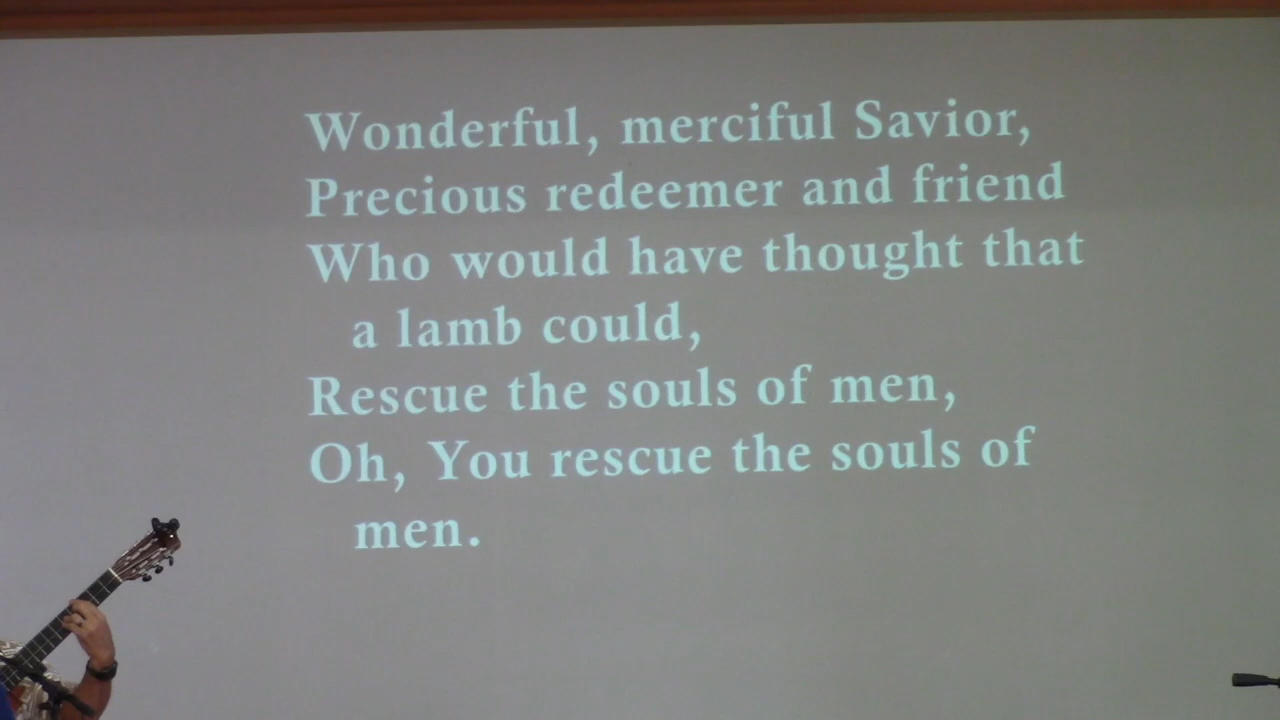 Wonderful, merciful Savior,
Precious redeemer and friend
Who would have thought that
a lamb could,
Rescue the souls of men,
Oh, You rescue the souls of
men.